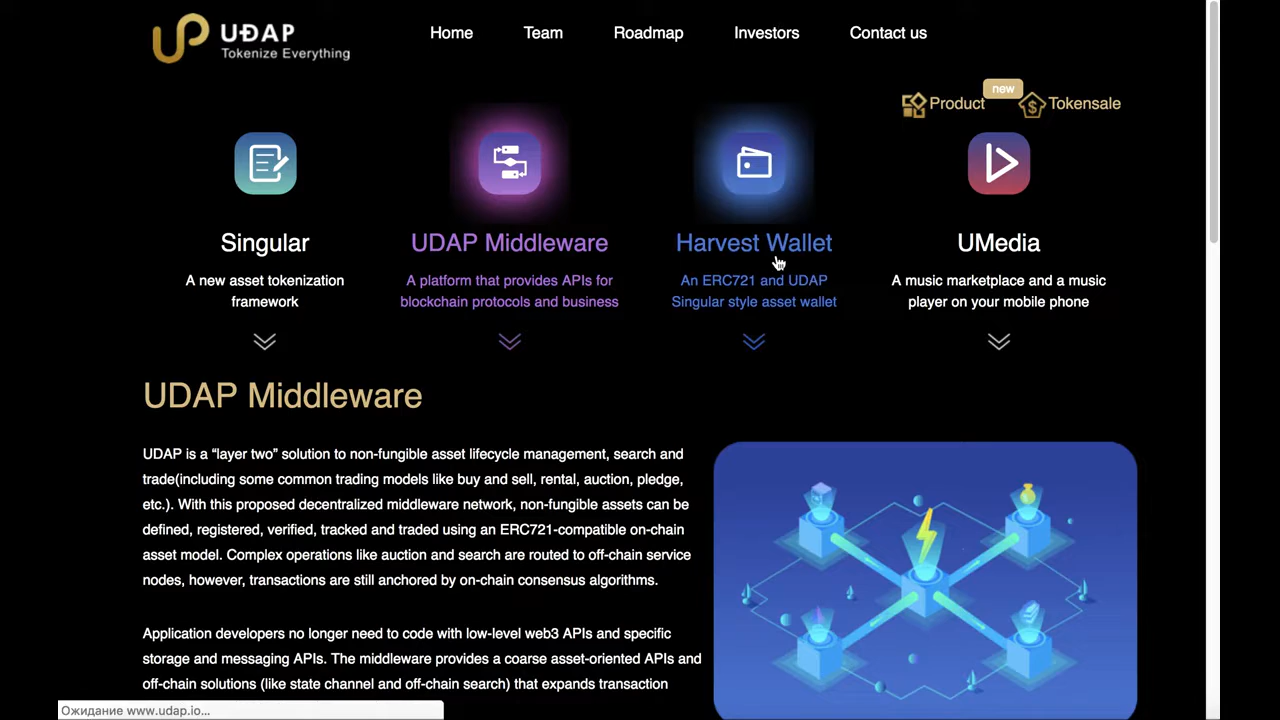 UĐAP
Tokenize Everything
Home
Team
Roadmap
Investors
Contact us
new
Product
Tokensale
Singular
A new asset tokenization
framework
UDAP Middleware
A platform that provides APIs for
blockchain protocols and business
Harvest Wallet
An ERC721 and UDAP
Singular style asset wallet
UMedia
A music marketplace and a music
player on your mobile phone
UDAP Middleware
UDAP is a “layer two” solution to non-fungible asset lifecycle management, search and
trade(including some common trading models like buy and sell, rental, auction, pledge,
etc.). With this proposed decentralized middleware network, non-fungible assets can be
defined, registered, verified, tracked and traded using an ERC721-compatible on-chain
asset model. Complex operations like auction and search are routed to off-chain service
nodes, however, transactions are still anchored by on-chain consensus algorithms.
Application developers no longer need to code with low-level web3 APIs and specific
storage and messaging APIs. The middleware provides a coarse asset-oriented APIs and
off-chain solutions (like state channel and off-chain search) that expands transaction
Ожидание www.udap.io...